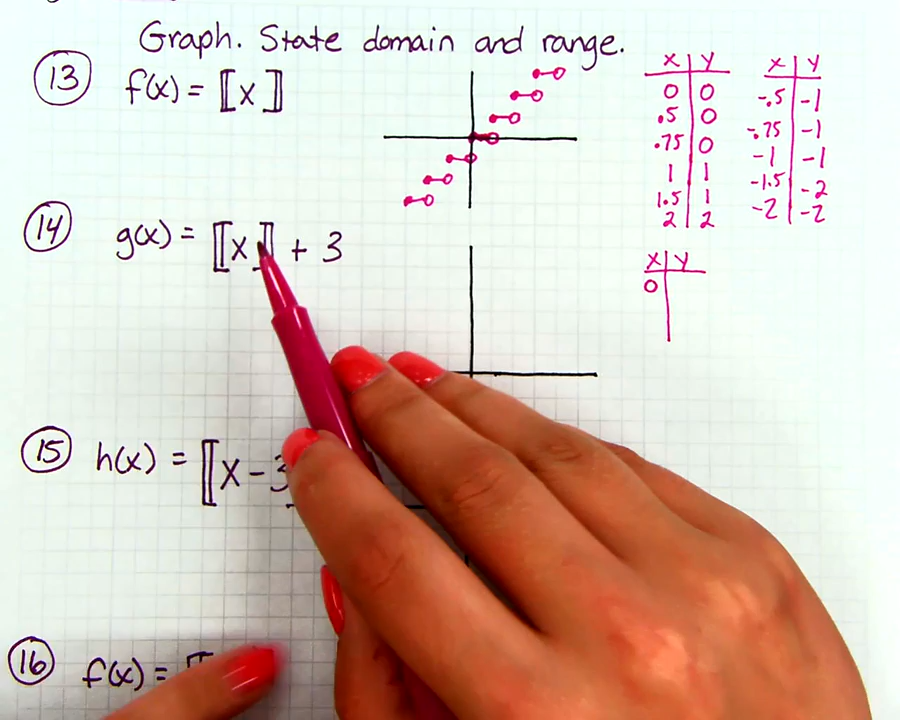 Graph. State domain and range.
13 f(x) = ⟦x⟧
x y x y
0 0 -.5 -1
.5 0 -.75 -1
.75 0 -1 -1
1 1 -1.5 -2
1.5 1 -2 -2
2 2
14 g(x) = ⟦x⟧ + 3
x y
0
15 h(x) = ⟦x - 3
16 f(x) = ⟦